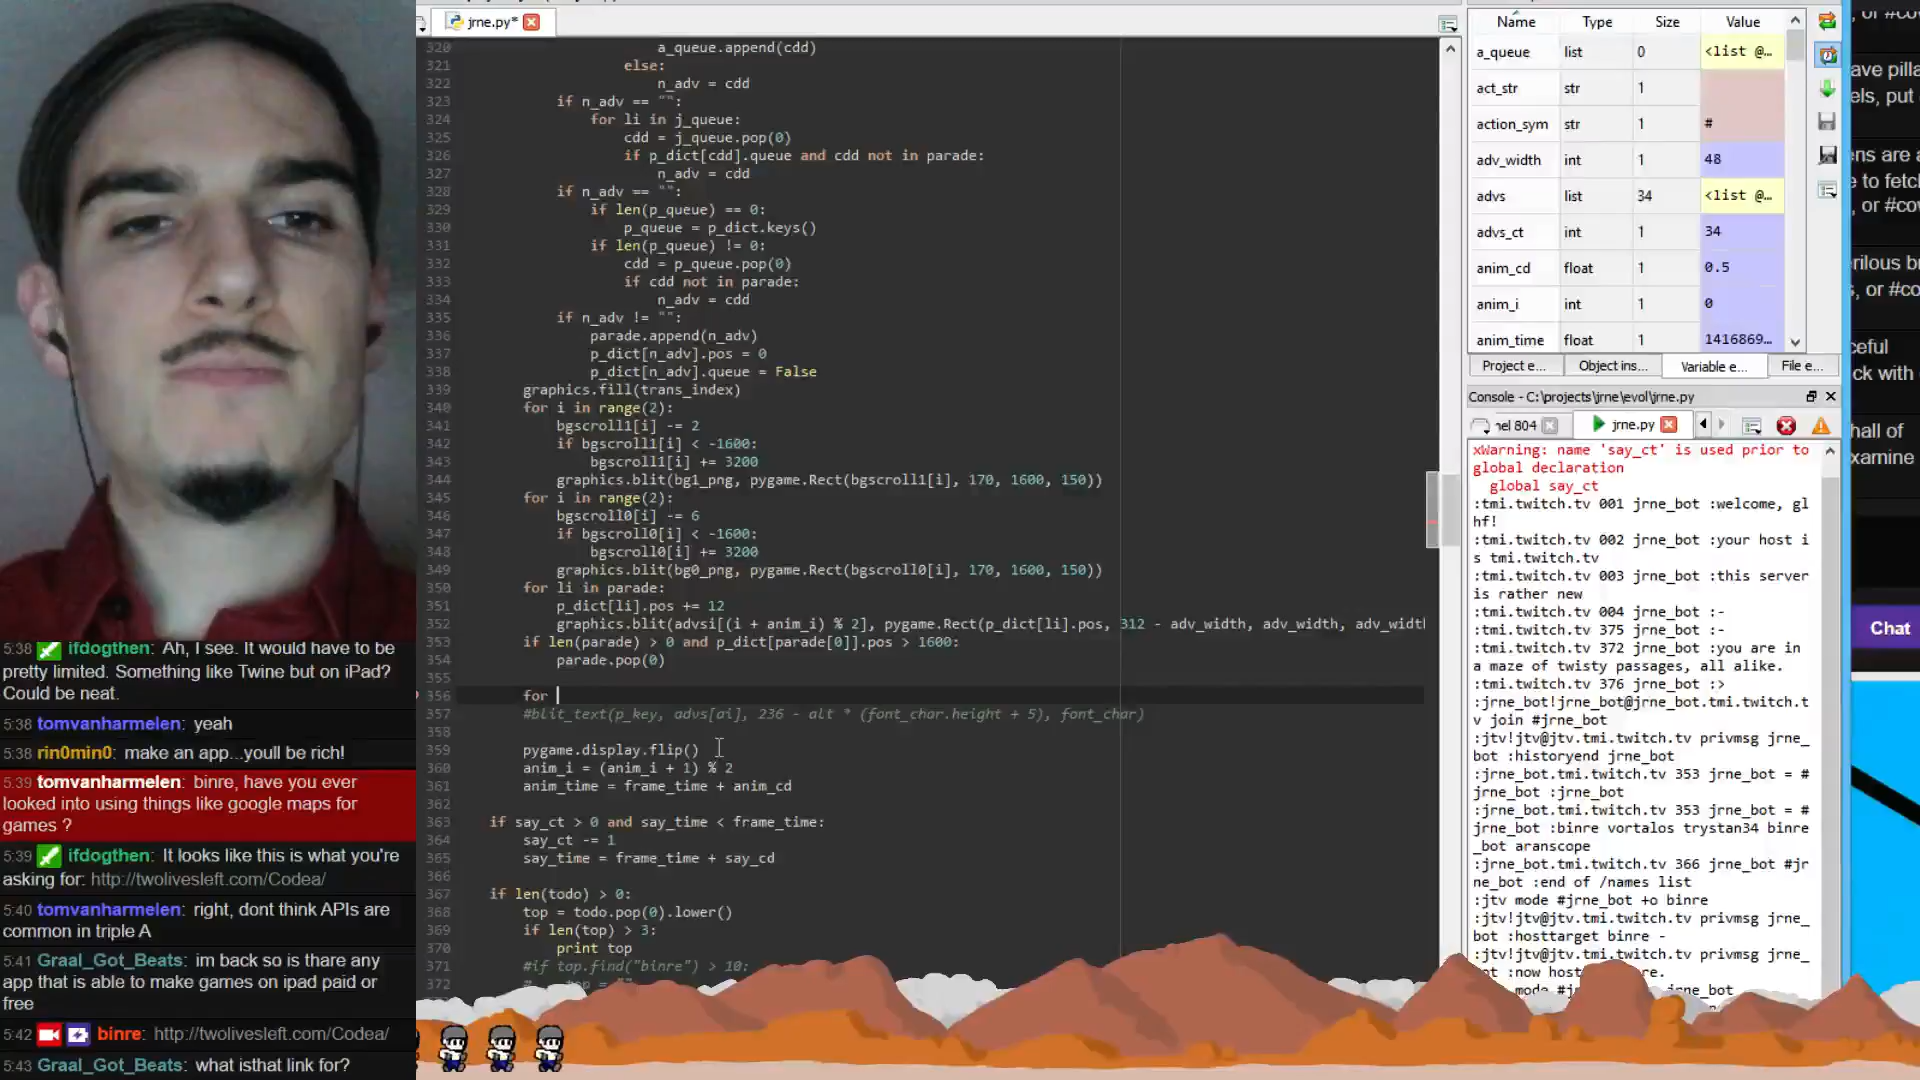 jrne.py*
320 a_queue.append(cdd)
321 else:
322 n_adv = cdd
323 if n_adv == "":
324 for li in j_queue:
325 cdd = j_queue.pop(0)
326 if p_dict[cdd].queue and cdd not in parade:
327 n_adv = cdd
328 if n_adv == "":
329 if len(p_queue) == 0:
330 p_queue = p_dict.keys()
331 if len(p_queue) != 0:
332 cdd = p_queue.pop(0)
333 if cdd not in parade:
334 n_adv = cdd
335 if n_adv != "":
336 parade.append(n_adv)
337 p_dict[n_adv].pos = 0
338 p_dict[n_adv].queue = False
339 graphics.fill(trans_index)
340 for i in range(2):
341 bgscroll1[i] -= 2
342 if bgscroll1[i] < -1600:
343 bgscroll1[i] += 3200
344 graphics.blit(bg1_png, pygame.Rect(bgscroll1[i], 170, 1600, 150))
345 for i in range(2):
346 bgscroll0[i] -= 6
347 if bgscroll0[i] < -1600:
348 bgscroll0[i] += 3200
349 graphics.blit(bg0_png, pygame.Rect(bgscroll0[i], 170, 1600, 150))
350 for li in parade:
351 p_dict[li].pos += 12
352 graphics.blit(advsi[(i + anim_i) % 2], pygame.Rect(p_dict[li].pos, 312 - adv_width, adv_width, adv_widt
353 if len(parade) > 0 and p_dict[parade[0]].pos > 1600:
354 parade.pop(0)
355
356 for
357 #blit_text(p_key, advs[ai], 236 - alt * (font_char.height + 5), font_char)
358
359 pygame.display.flip()
360 anim_i = (anim_i + 1) % 2
361 anim_time = frame_time + anim_cd
362
363 if say_ct > 0 and say_time < frame_time:
364 say_ct -= 1
365 say_time = frame_time + say_cd
366
367 if len(todo) > 0:
368 top = todo.pop(0).lower()
369 if len(top) > 3:
370 print top
371 #if top.find("binre") > 10:
372
5:38 ifdogthen: Ah, I see. It would have to be
pretty limited. Something like Twine but on iPad?
Could be neat.
5:38 tomvanharmelen: yeah
5:38 rin0min0: make an app...youll be rich!
5:39 tomvanharmelen: binre, have you ever
looked into using things like google maps for
games ?
5:39 ifdogthen: It looks like this is what you're
asking for: http://twolivesleft.com/Codea/
5:40 tomvanharmelen: right, dont think APIs are
common in triple A
5:41 Graal_Got_Beats: im back so is thare any
app that is able to make games on ipad paid or
free
5:42 binre: http://twolivesleft.com/Codea/
5:43 Graal_Got_Beats: what isthat link for?
Name Type Size Value
a_queue list 0 <list @…
act_str str 1
action_sym str 1 #
adv_width int 1 48
advs list 34 <list @…
advs_ct int 1 34
anim_cd float 1 0.5
anim_i int 1 0
anim_time float 1 1416869…
Project e... Object ins... Variable e... File e...
Console - C:\projects\jrne\evol\jrne.py
nel 804 jrne.py
xWarning: name 'say_ct' is used prior to
global declaration
global say_ct
:tmi.twitch.tv 001 jrne_bot :welcome, gl
hf!
:tmi.twitch.tv 002 jrne_bot :your host i
s tmi.twitch.tv
:tmi.twitch.tv 003 jrne_bot :this server
is rather new
:tmi.twitch.tv 004 jrne_bot :-
:tmi.twitch.tv 375 jrne_bot :-
:tmi.twitch.tv 372 jrne_bot :you are in
a maze of twisty passages, all alike.
:tmi.twitch.tv 376 jrne_bot :>
:jrne_bot!jrne_bot@jrne_bot.tmi.twitch.t
v join #jrne_bot
:jtv!jtv@jtv.tmi.twitch.tv privmsg jrne_
bot :historyend jrne_bot
:jrne_bot.tmi.twitch.tv 353 jrne_bot = #
jrne_bot :jrne_bot
:jrne_bot.tmi.twitch.tv 353 jrne_bot = #
jrne_bot :binre vortalos trystan34 binre
_bot aranscope
:jrne_bot.tmi.twitch.tv 366 jrne_bot #jr
ne_bot :end of /names list
:jtv mode #jrne_bot +o binre
:jtv!jtv@jtv.tmi.twitch.tv privmsg jrne_
bot :hosttarget binre -
:jtv!jtv@jtv.tmi.twitch.tv privmsg jrne_
bot :now host
mode
ne_bot
ave pilla
els, put
ens are a
e to fetch
, or #cov
rilous br
s, or #cov
ceful
ck with
hall of
xamine
Chat